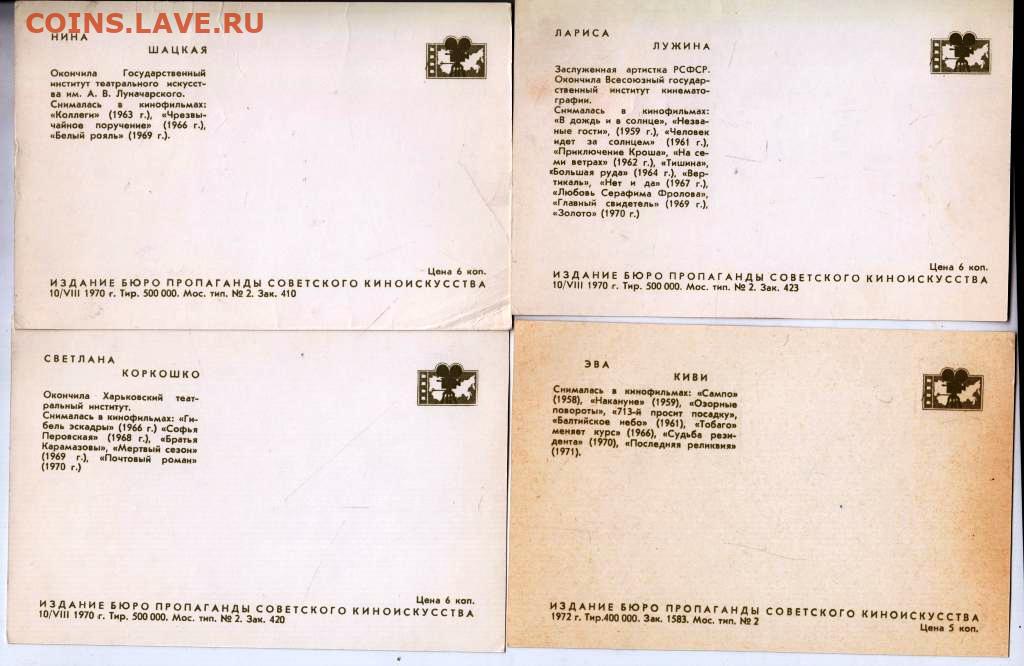 COINS.LAVE.RU
НИНА
ШАЦКАЯ
Окончила Государственный
институт театрального искусст-
ва им. А. В. Луначарского.
Снималась в кинофильмах:
«Коллеги» (1963 г.), «Чрезвы-
чайное поручение» (1966 г.),
«Белый рояль» (1969 г.).
Цена 6 коп.
ИЗДАНИЕ БЮРО ПРОПАГАНДЫ СОВЕТСКОГО КИНОИСКУССТВА
10/VIII 1970 г. Тир. 500 000. Мос. тип. № 2. Зак. 410
ЛАРИСА
ЛУЖИНА
Заслуженная артистка РСФСР.
Окончила Всесоюзный государ-
ственный институт кинемато-
графии.
Снималась в кинофильмах:
«В дождь и в солнце», «Незва-
ные гости», (1959 г.), «Человек
идет за солнцем» (1961 г.),
«Приключение Кроша», «На се-
ми ветрах» (1962 г.), «Тишина»,
«Большая руда» (1964 г.), «Вер-
тикаль», «Нет и да» (1967 г.),
«Любовь Серафима Фролова»,
«Главный свидетель» (1969 г.),
«Золото» (1970 г.)
Цена 6 коп.
ИЗДАНИЕ БЮРО ПРОПАГАНДЫ СОВЕТСКОГО КИНОИСКУССТВА
10/VIII 1970 г. Тир. 500 000. Мос. тип. № 2. Зак. 423
СВЕТЛАНА
КОРКОШКО
Окончила Харьковский теат-
ральный институт.
Снималась в кинофильмах: «Ги-
бель эскадры» (1966 г.) «Софья
Перовская» (1968 г.), «Братья
Карамазовы», «Мертвый сезон»
(1969 г.), «Почтовый роман»
(1970 г.)
Цена 6 коп.
ИЗДАНИЕ БЮРО ПРОПАГАНДЫ СОВЕТСКОГО КИНОИСКУССТВА
10/VIII 1970 г. Тир. 500 000. Мос. тип. № 2. Зак. 420
ЭВА
КИВИ
Снималась в кинофильмах: «Сампо»
(1958), «Накануне» (1959), «Озорные
повороты», «713-й просит посадку»,
«Балтийское небо» (1961), «Тобаго»
меняет курс» (1966), «Судьба рези-
дента» (1970), «Последняя реликвия»
(1971).
ИЗДАНИЕ БЮРО ПРОПАГАНДЫ СОВЕТСКОГО КИНОИСКУССТВА
1972 г. Тир.400 000. Зак. 1583. Мос. тип. № 2
Цена 5 коп.